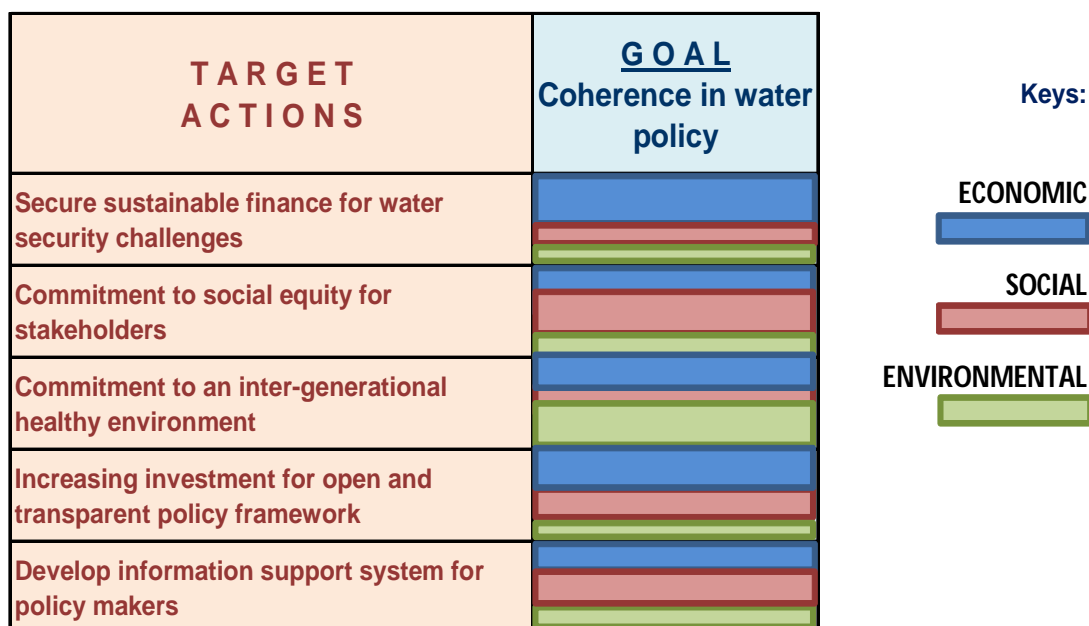 T A R G E T
A C T I O N S
G O A L
Coherence in water
policy
Keys:
Secure sustainable finance for water
security challenges
ECONOMIC
Commitment to social equity for
stakeholders
SOCIAL
Commitment to an inter-generational
healthy environment
ENVIRONMENTAL
Increasing investment for open and
transparent policy framework
Develop information support system for
policy makers